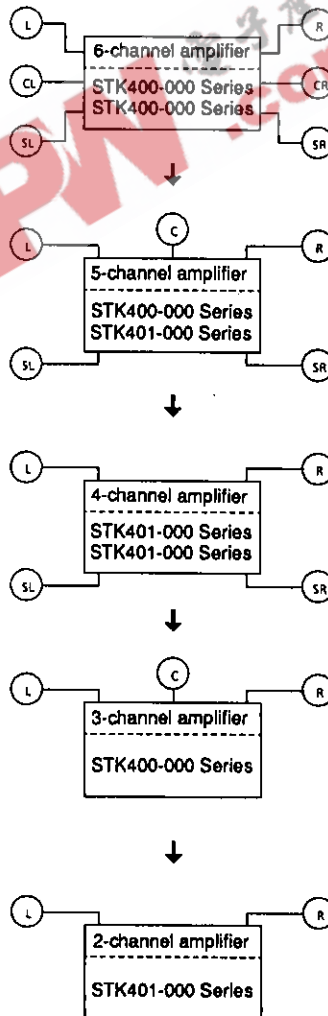 L
R
6-channel amplifier
CL
STK400-000 Series
CR
STK400-000 Series
SL
SR
C
L
R
5-channel amplifier
STK400-000 Series
STK401-000 Series
SL
SR
L
R
4-channel amplifier
STK401-000 Series
STK401-000 Series
SL
SR
C
L
R
3-channel amplifier
STK400-000 Series
L
R
2-channel amplifier
STK401-000 Series